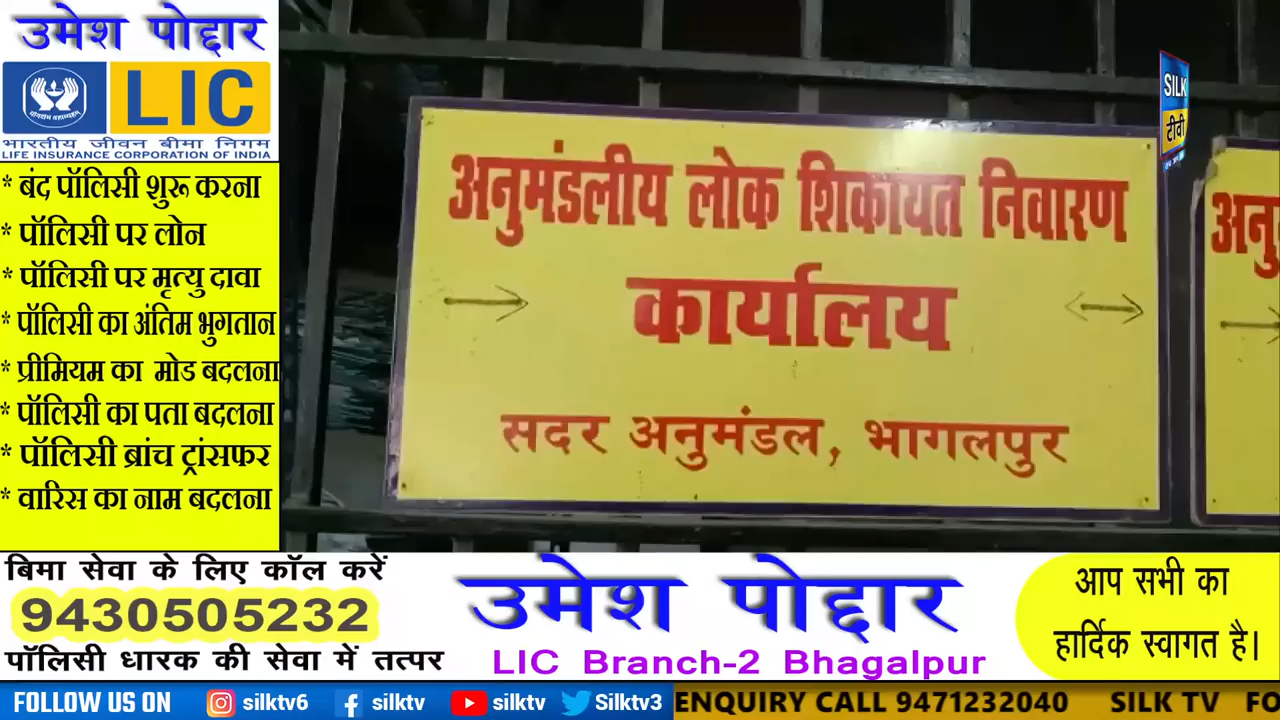 उमेश पोद्दार
LIC
भारतीय जीवन बीमा निगम
LIFE INSURANCE CORPORATION OF INDIA
* बंद पॉलिसी शुरू करना
* पॉलिसी पर लोन
* पॉलिसी पर मृत्यु दावा
* पॉलिसी का अंतिम भुगतान
* प्रीमियम का मोड बदलना
* पॉलिसी का पता बदलना
* पॉलिसी ब्रांच ट्रांसफर
* वारिस का नाम बदलना
SILK
टीवी
अनुमंडलीय लोक शिकायत निवारण
कार्यालय
सदर अनुमंडल, भागलपुर
अनु
बिमा सेवा के लिए कॉल करें
9430505232
पॉलिसी धारक की सेवा में तत्पर
उमेश पोद्दार
LIC Branch-2 Bhagalpur
आप सभी का
हार्दिक स्वागत है।
FOLLOW US ON silktv6 silktv silktv Silktv3 ENQUIRY CALL 9471232040 SILK TV FO